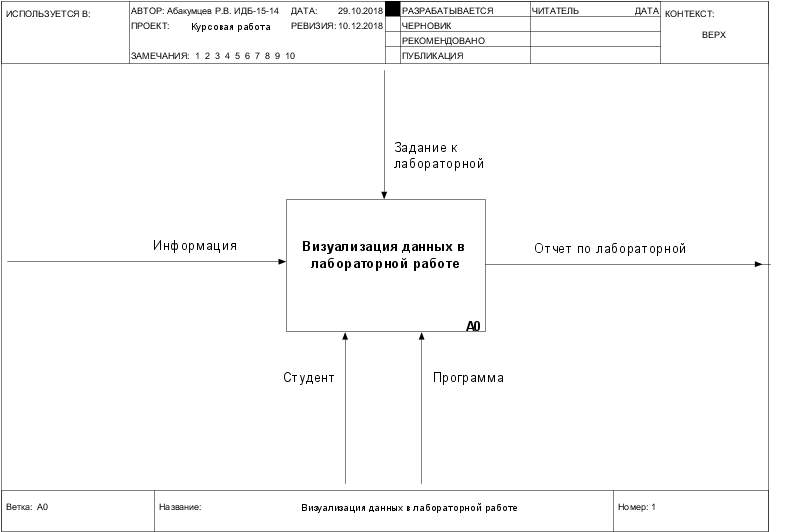 ИСПОЛЬЗУЕТСЯ В:
АВТОР: Абакумцев Р.В. ИДБ-15-14 ДАТА: 29.10.2018
ПРОЕКТ: Курсовая работа РЕВИЗИЯ: 10.12.2018
ЗАМЕЧАНИЯ: 1 2 3 4 5 6 7 8 9 10
РАЗРАБАТЫВАЕТСЯ
ЧЕРНОВИК
РЕКОМЕНДОВАНО
ПУБЛИКАЦИЯ
ЧИТАТЕЛЬ ДАТА
КОНТЕКСТ:
ВЕРХ
Задание к
лабораторной
Информация
Визуализация данных в
лабораторной работе
A0
Отчет по лабораторной
Студент
Программа
Ветка: A0
Название: Визуализация данных в лабораторной работе
Номер: 1